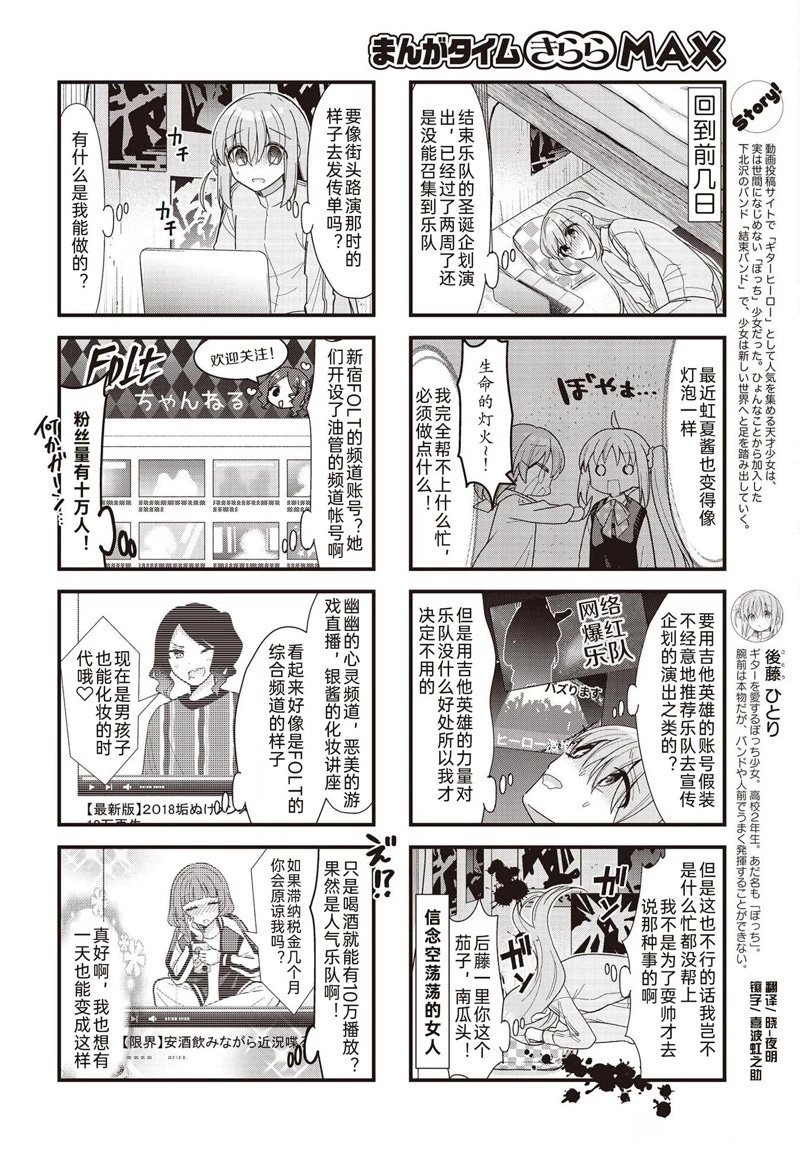 まんがタイムきららMAX
Story!
動画投稿サイトで「ギターヒーロー」として人気を集める天才少女は、
実は世間になじめない「ぼっち」少女だった。ひょんなことから加入した
下北沢のバンド「結束バンド」で、少女は新しい世界へと足を踏み出していく。
後藤 ひとり
ギターを愛するぼっち少女。高校2年生。あだ名も「ぼっち」。
腕前は本物だが、バンドや人前でうまく発揮することができない。
翻译/晓↑夜明
镶字/喜波虹之助
回到前几日
结束乐队的圣诞企划演
出，已经过了两周了还
是没能召集到乐队
最近虹夏酱也变得像
灯泡一样
ぼやぁ…
生命的灯火~！
我完全帮不上什么忙，
必须做点什么！
要用吉他英雄的账号假装
不经意地推荐乐队去宣传
企划的演出之类的？
网络
爆红
乐队
バズります
ヒーロー
但是用吉他英雄的力量对
乐队没什么好处所以我才
决定不用的
但是这也不行的话我岂不
是什么忙都没帮上
我不是为了耍帅才去
说那种事的啊
ガン
ガン
后藤一里你这个
茄子，南瓜头！
信念空荡荡的女人
要像街头路演那时的
样子去发传单吗？
カチ
カチ
有什么是我能做的？
新宿FOLT的频道账号？她
们开设了油管的频道帐号啊
欢迎关注！
FOLT
ちゃんねる
粉丝量有十万人！
何かがーン
幽幽的心灵频道，恶美的游
戏直播，银酱的化妆讲座
看起来好像是FOLT的
综合频道的样子
现在是男孩子
也能化妆的时
代哦♡
【最新版】2018垢ぬけメンズ
10万再生
只是喝酒就能有10万播放？
果然是人气乐队啊！
え!?
如果滞纳税金几个月
你会原谅我吗？
真好啊，我也想有
一天也能变成这样
【限界】安酒飲みながら近況喋る